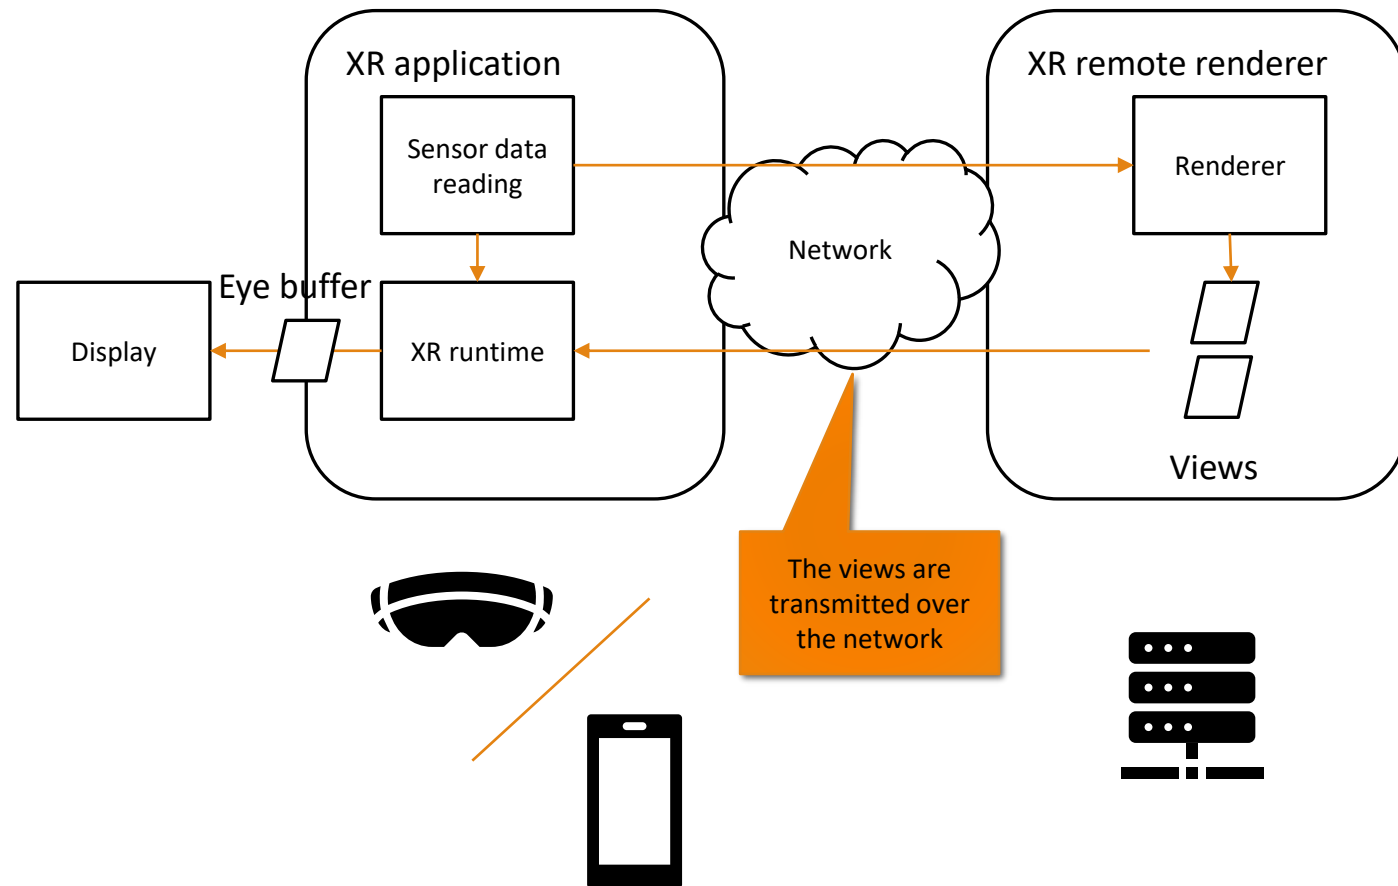 XR application
XR remote renderer
Sensor data
reading
Renderer
Network
Eye buffer
Display
XR runtime
Views
The views are
transmitted over
the network